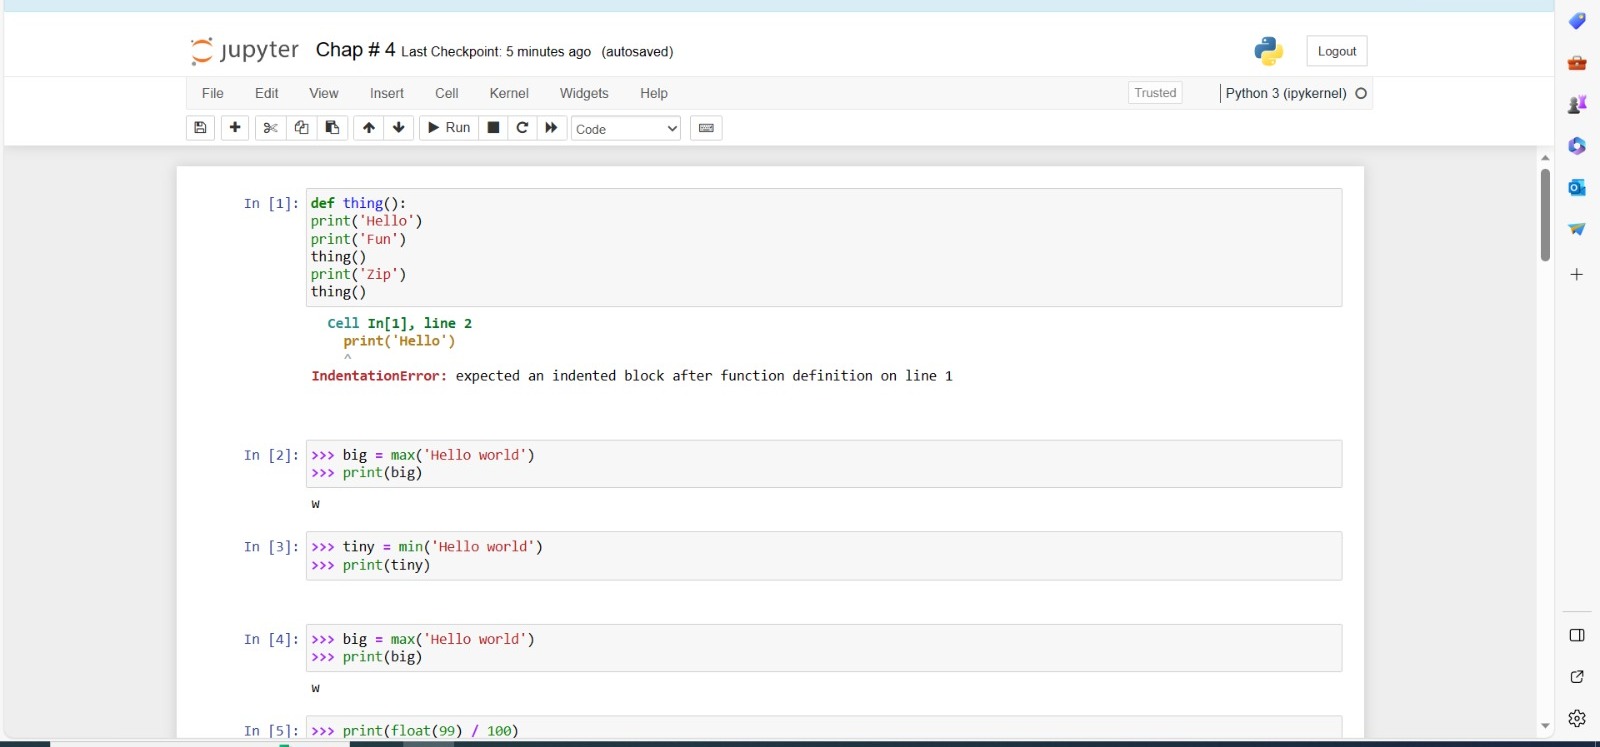 jupyter Chap # 4 Last Checkpoint: 5 minutes ago (autosaved)
Logout
File Edit View Insert Cell Kernel Widgets Help
Trusted
Python 3 (ipykernel)
Run
Code
In [1]: def thing():
print('Hello')
print('Fun')
thing()
print('Zip')
thing()
Cell In[1], line 2
print('Hello')
^
IndentationError: expected an indented block after function definition on line 1
In [2]: >>> big = max('Hello world')
>>> print(big)
w
In [3]: >>> tiny = min('Hello world')
>>> print(tiny)
In [4]: >>> big = max('Hello world')
>>> print(big)
w
In [5]: >>> print(float(99) / 100)